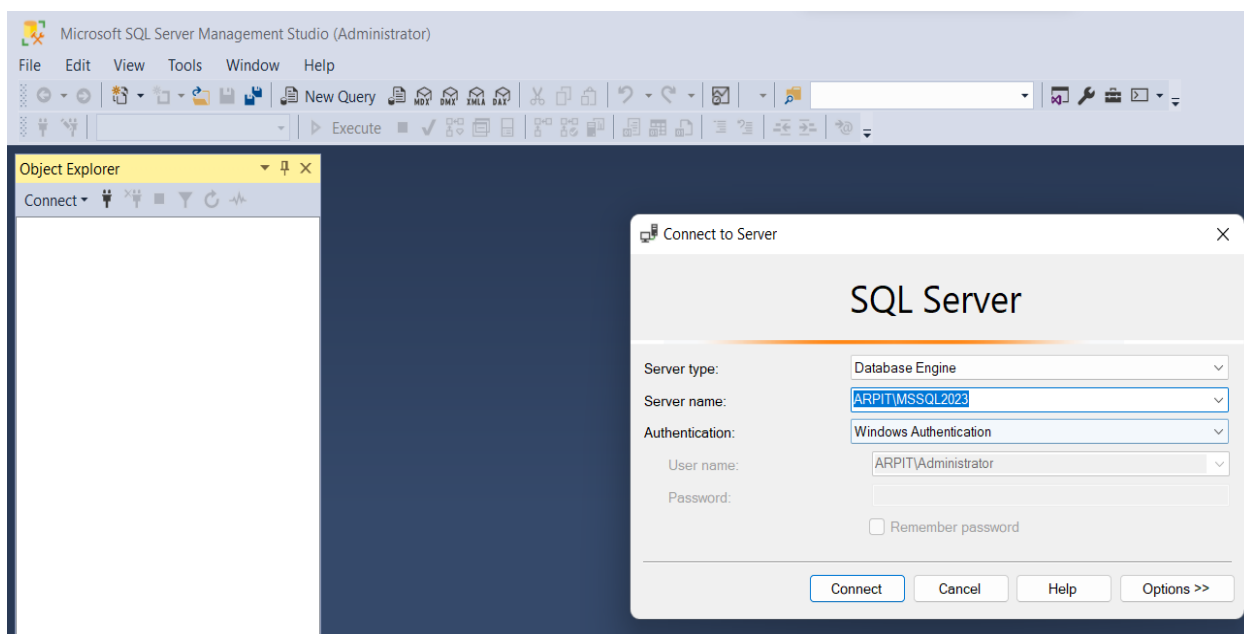 Microsoft SQL Server Management Studio (Administrator)
File Edit View Tools Window Help
New Query MDX DMX XMLA DAX
Execute
Object Explorer
Connect
Connect to Server
SQL Server
Server type: Database Engine
Server name: ARPIT\MSSQL2023
Authentication: Windows Authentication
User name: ARPIT\Administrator
Password:
Remember password
Connect Cancel Help Options >>